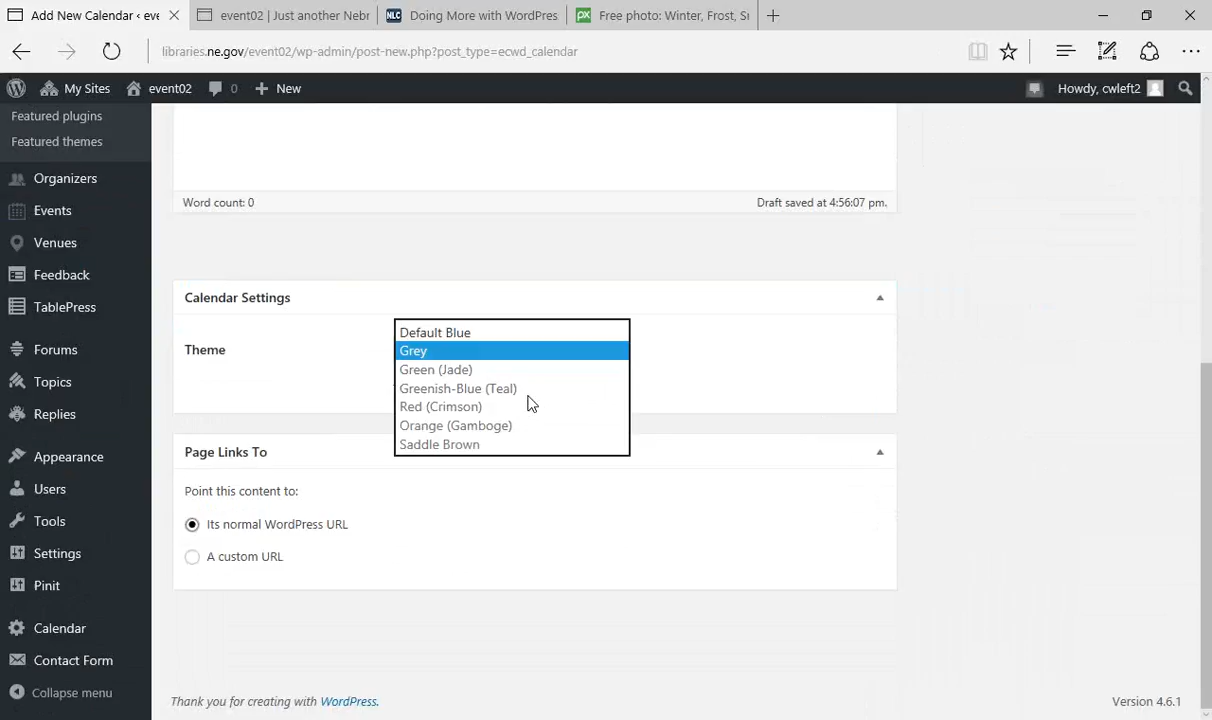 Add New Calendar ‹ eve
event02 | Just another Nebr
NLC
Doing More with WordPress
PX
Free photo: Winter, Frost, Sn
libraries.ne.gov/event02/wp-admin/post-new.php?post_type=ecwd_calendar
My Sites
event02
0
New
Howdy, cwleft2
Featured plugins
Featured themes
Organizers
Events
Venues
Feedback
TablePress
Forums
Topics
Replies
Appearance
Users
Tools
Settings
Pinit
Calendar
Contact Form
Collapse menu
Word count: 0
Draft saved at 4:56:07 pm.
Calendar Settings
Theme
Default Blue
Grey
Green (Jade)
Greenish-Blue (Teal)
Red (Crimson)
Orange (Gamboge)
Saddle Brown
Page Links To
Point this content to:
Its normal WordPress URL
A custom URL
Thank you for creating with WordPress.
Version 4.6.1